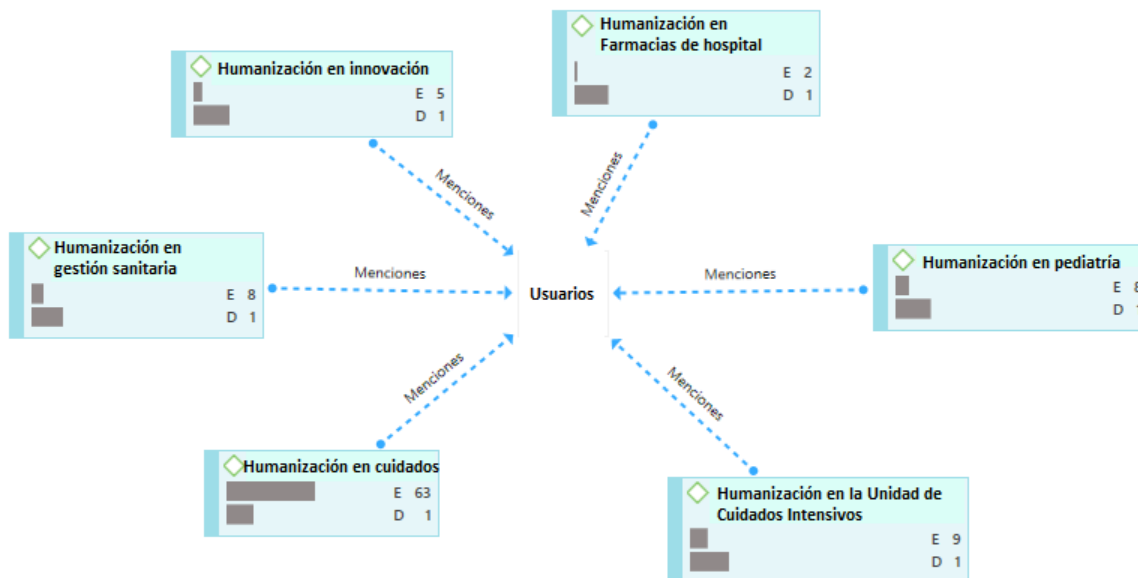 Humanización en
Farmacias de hospital
E 2
D 1
Humanización en innovación
E 5
D 1
Menciones
Menciones
Humanización en
gestión sanitaria
E 8
D 1
Menciones
Usuarios
Menciones
Humanización en pediatría
E 8
D 1
Menciones
Menciones
Humanización en cuidados
E 63
D 1
Humanización en la Unidad de
Cuidados Intensivos
E 9
D 1